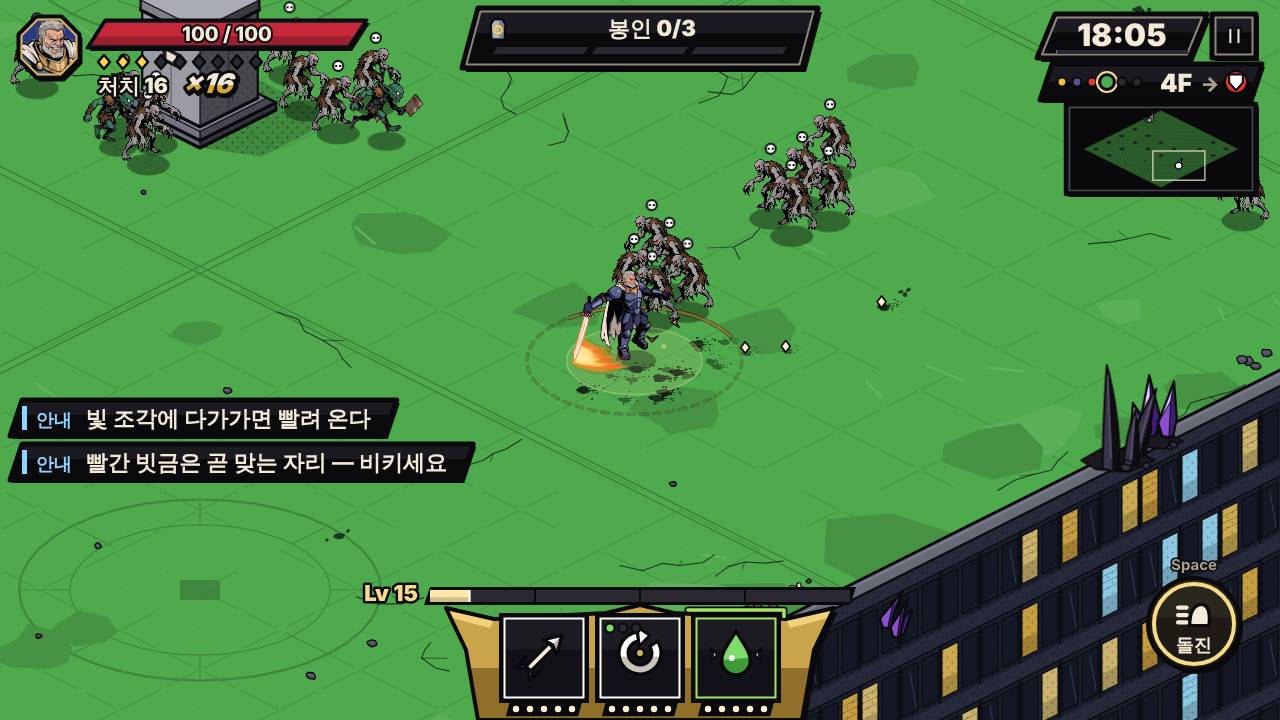 100 / 100
처치 16 ×16
봉인 0/3
18:05
4F
안내 빛 조각에 다가가면 빨려 온다
안내 빨간 빗금은 곧 맞는 자리 — 비키세요
Lv 15
Space
돌진